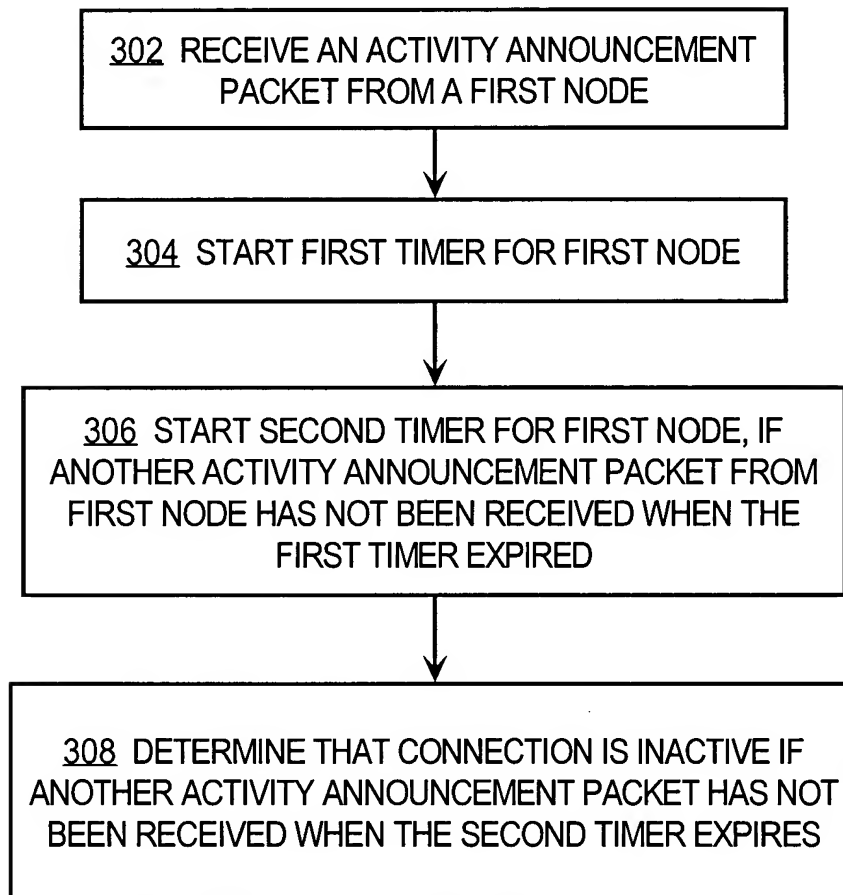 302 RECEIVE AN ACTIVITY ANNOUNCEMENT
PACKET FROM A FIRST NODE
304 START FIRST TIMER FOR FIRST NODE
306 START SECOND TIMER FOR FIRST NODE, IF
ANOTHER ACTIVITY ANNOUNCEMENT PACKET FROM
FIRST NODE HAS NOT BEEN RECEIVED WHEN THE
FIRST TIMER EXPIRED
308 DETERMINE THAT CONNECTION IS INACTIVE IF
ANOTHER ACTIVITY ANNOUNCEMENT PACKET HAS NOT
BEEN RECEIVED WHEN THE SECOND TIMER EXPIRES